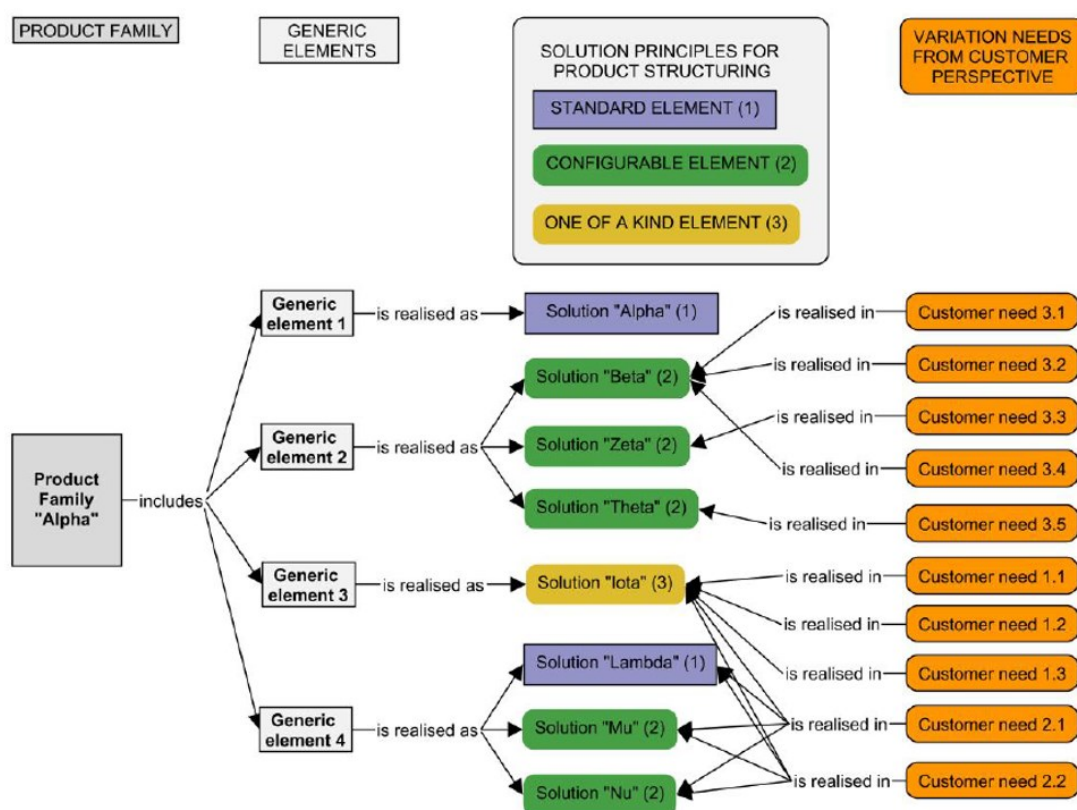 PRODUCT FAMILY
GENERIC
ELEMENTS
SOLUTION PRINCIPLES FOR
PRODUCT STRUCTURING
STANDARD ELEMENT (1)
CONFIGURABLE ELEMENT (2)
ONE OF A KIND ELEMENT (3)
VARIATION NEEDS
FROM CUSTOMER
PERSPECTIVE
Product
Family
"Alpha"
includes
Generic
element 1
is realised as
Solution "Alpha" (1)
Generic
element 2
is realised as
Solution "Beta" (2)
Solution "Zeta" (2)
Solution "Theta" (2)
Generic
element 3
is realised as
Solution "Iota" (3)
Generic
element 4
is realised as
Solution "Lambda" (1)
Solution "Mu" (2)
Solution "Nu" (2)
is realised in
Customer need 3.1
is realised in
Customer need 3.2
is realised in
Customer need 3.3
is realised in
Customer need 3.4
is realised in
Customer need 3.5
is realised in
Customer need 1.1
is realised in
Customer need 1.2
is realised in
Customer need 1.3
is realised in
Customer need 2.1
is realised in
Customer need 2.2